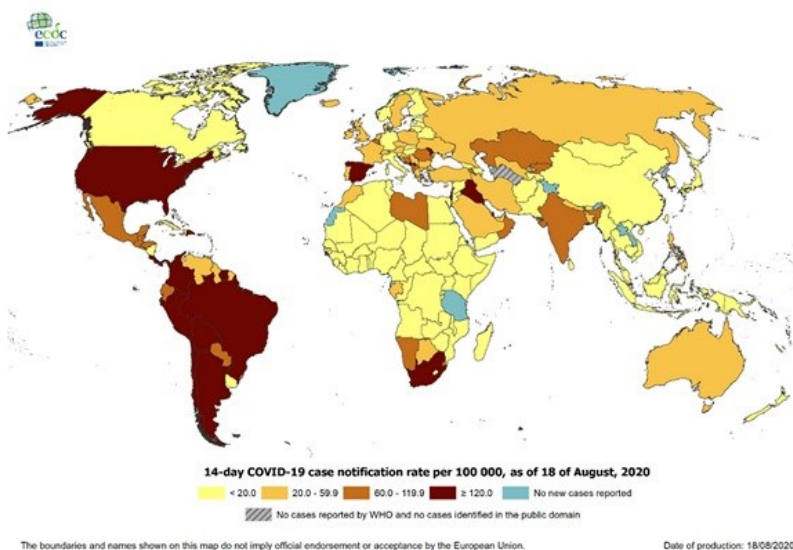 ecdc
14-day COVID-19 case notification rate per 100 000, as of 18 of August, 2020
< 20.0 20.0 - 59.9 60.0 - 119.9 ≥ 120.0 No new cases reported
No cases reported by WHO and no cases identified in the public domain
The boundaries and names shown on this map do not imply official endorsement or acceptance by the European Union. Date of production: 18/08/2020